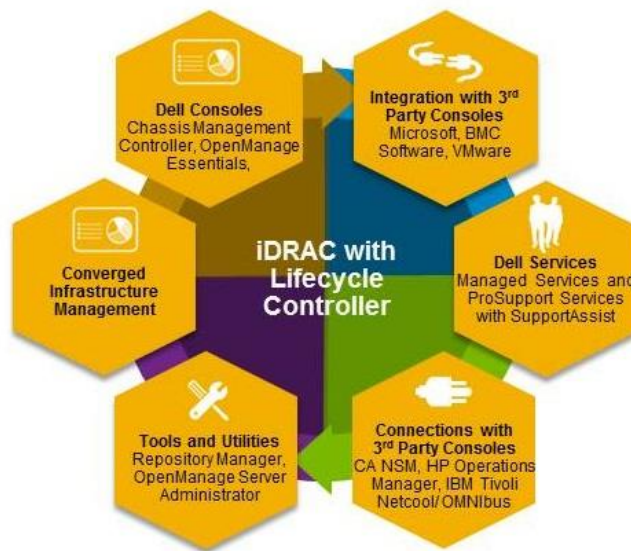 Dell Consoles
Chassis Management
Controller, OpenManage
Essentials,
Integration with 3rd
Party Consoles
Microsoft, BMC
Software, VMware
Converged
Infrastructure
Management
iDRAC with
Lifecycle
Controller
Dell Services
Managed Services and
ProSupport Services
with SupportAssist
Tools and Utilities
Repository Manager,
OpenManage Server
Administrator
Connections with
3rd Party Consoles
CA NSM, HP Operations
Manager, IBM Tivoli
Netcool/OMNIbus